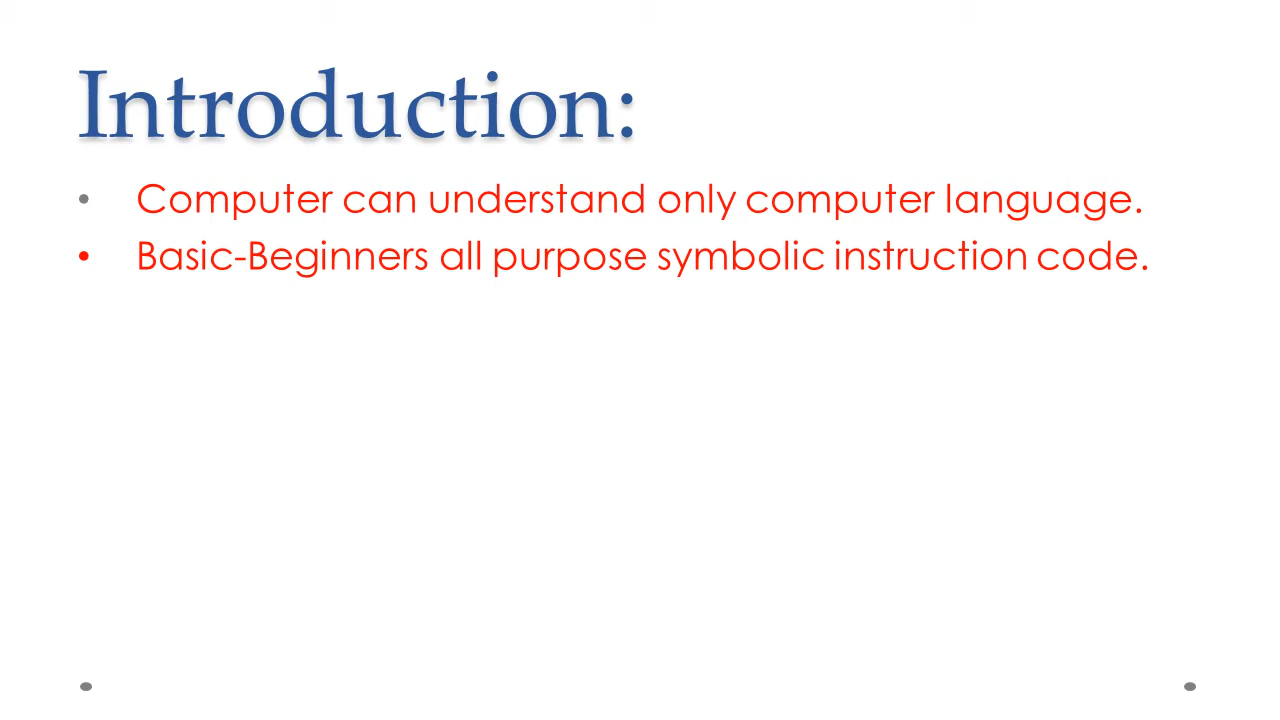 Introduction:
• Computer can understand only computer language.
• Basic-Beginners all purpose symbolic instruction code.